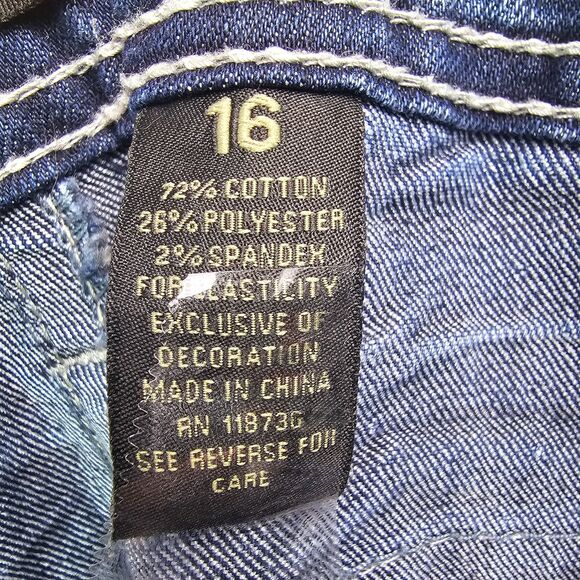 16
72% COTTON
26% POLYESTER
2% SPANDEX
FOR ELASTICITY
EXCLUSIVE OF
DECORATION
MADE IN CHINA
RN 118736
SEE REVERSE FOR
CARE